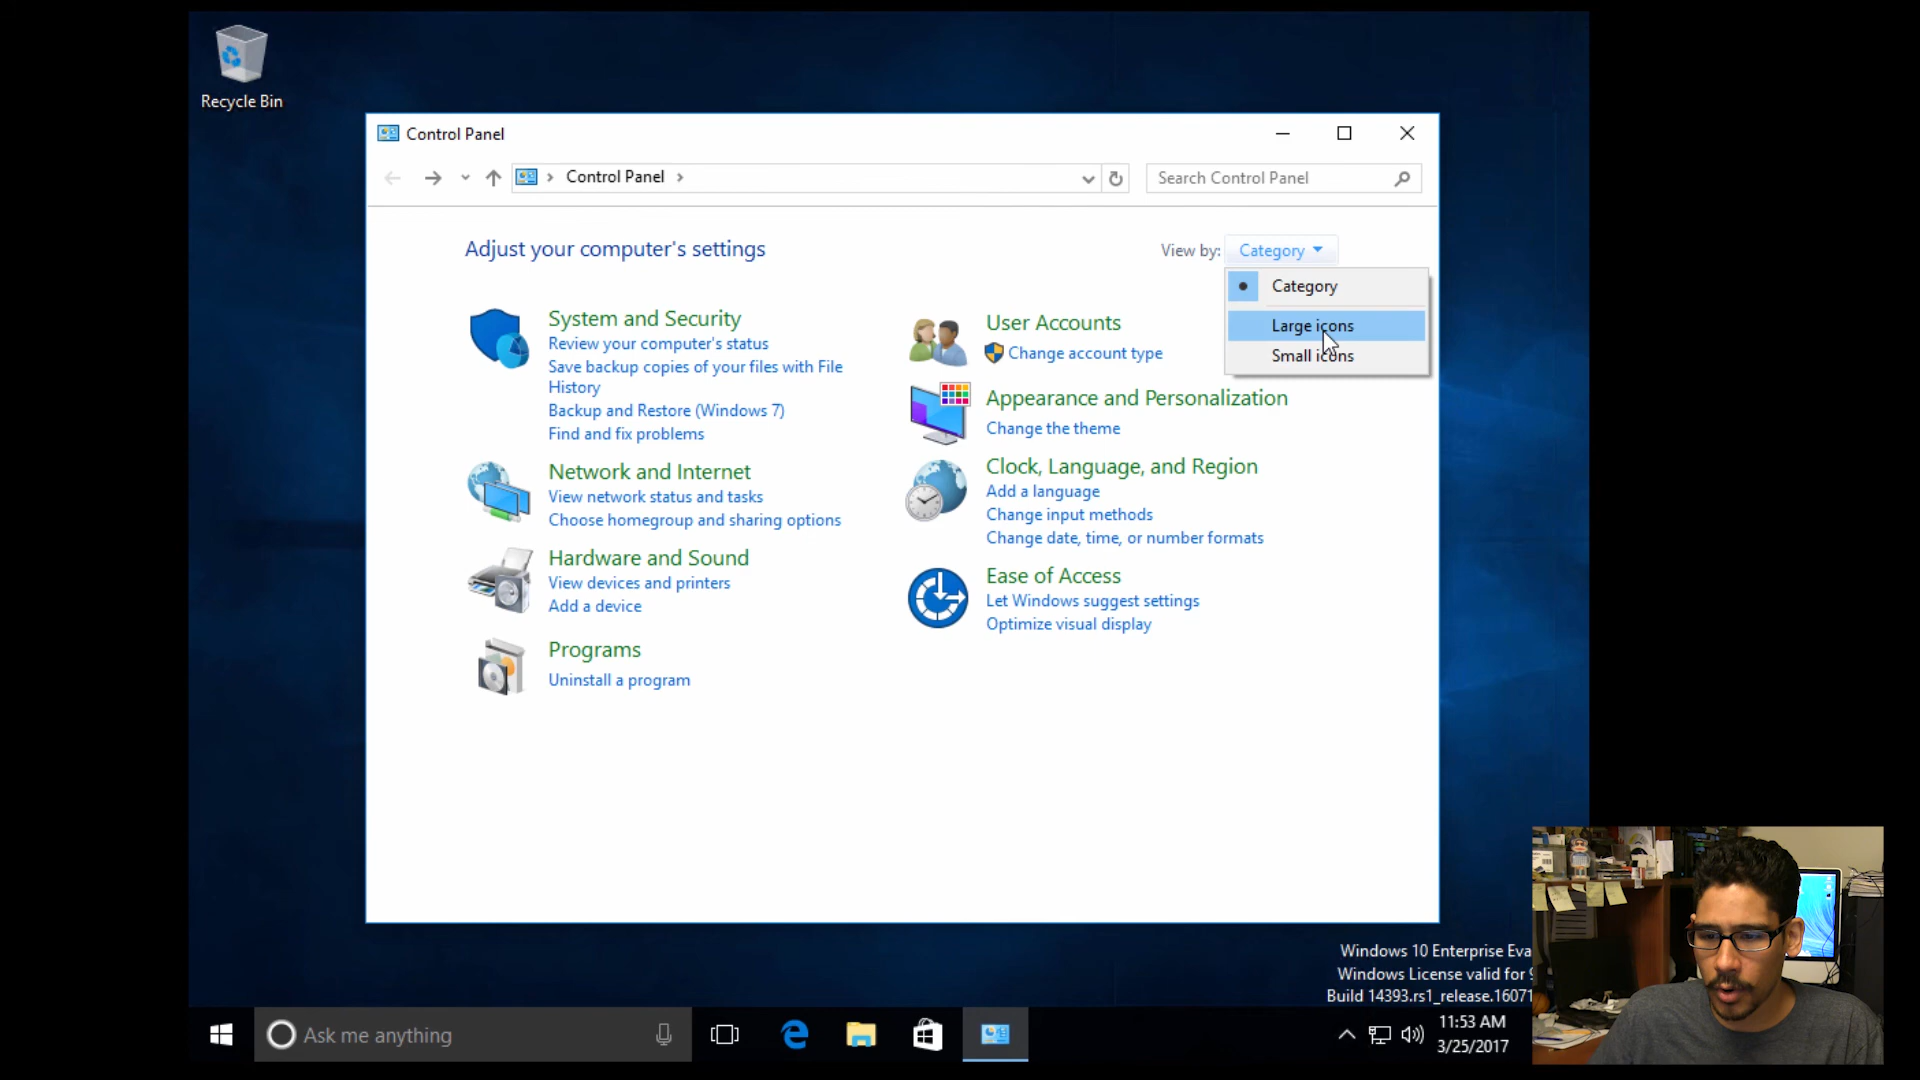 Recycle Bin
Control Panel
Control Panel
Search Control Panel
Adjust your computer's settings
View by: Category
Category
Large icons
Small icons
System and Security
Review your computer's status
Save backup copies of your files with File
History
Backup and Restore (Windows 7)
Find and fix problems
Network and Internet
View network status and tasks
Choose homegroup and sharing options
Hardware and Sound
View devices and printers
Add a device
Programs
Uninstall a program
User Accounts
Change account type
Appearance and Personalization
Change the theme
Clock, Language, and Region
Add a language
Change input methods
Change date, time, or number formats
Ease of Access
Let Windows suggest settings
Optimize visual display
Windows 10 Enterprise Eva
Windows License valid for 9
Build 14393.rs1_release.16071
Ask me anything
11:53 AM
3/25/2017